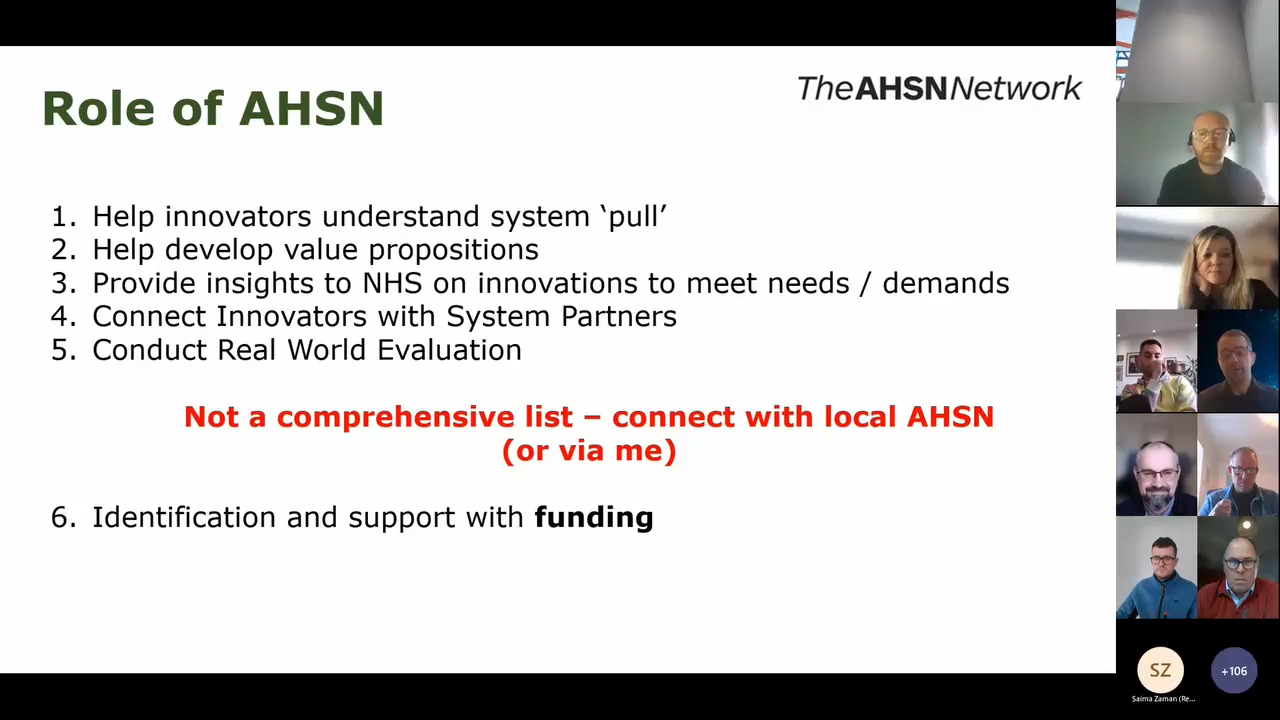 Role of AHSN
TheAHSNNetwork
1. Help innovators understand system ‘pull’
2. Help develop value propositions
3. Provide insights to NHS on innovations to meet needs / demands
4. Connect Innovators with System Partners
5. Conduct Real World Evaluation
Not a comprehensive list – connect with local AHSN
(or via me)
6. Identification and support with funding
SZ
+106
Saima Zaman (Re...